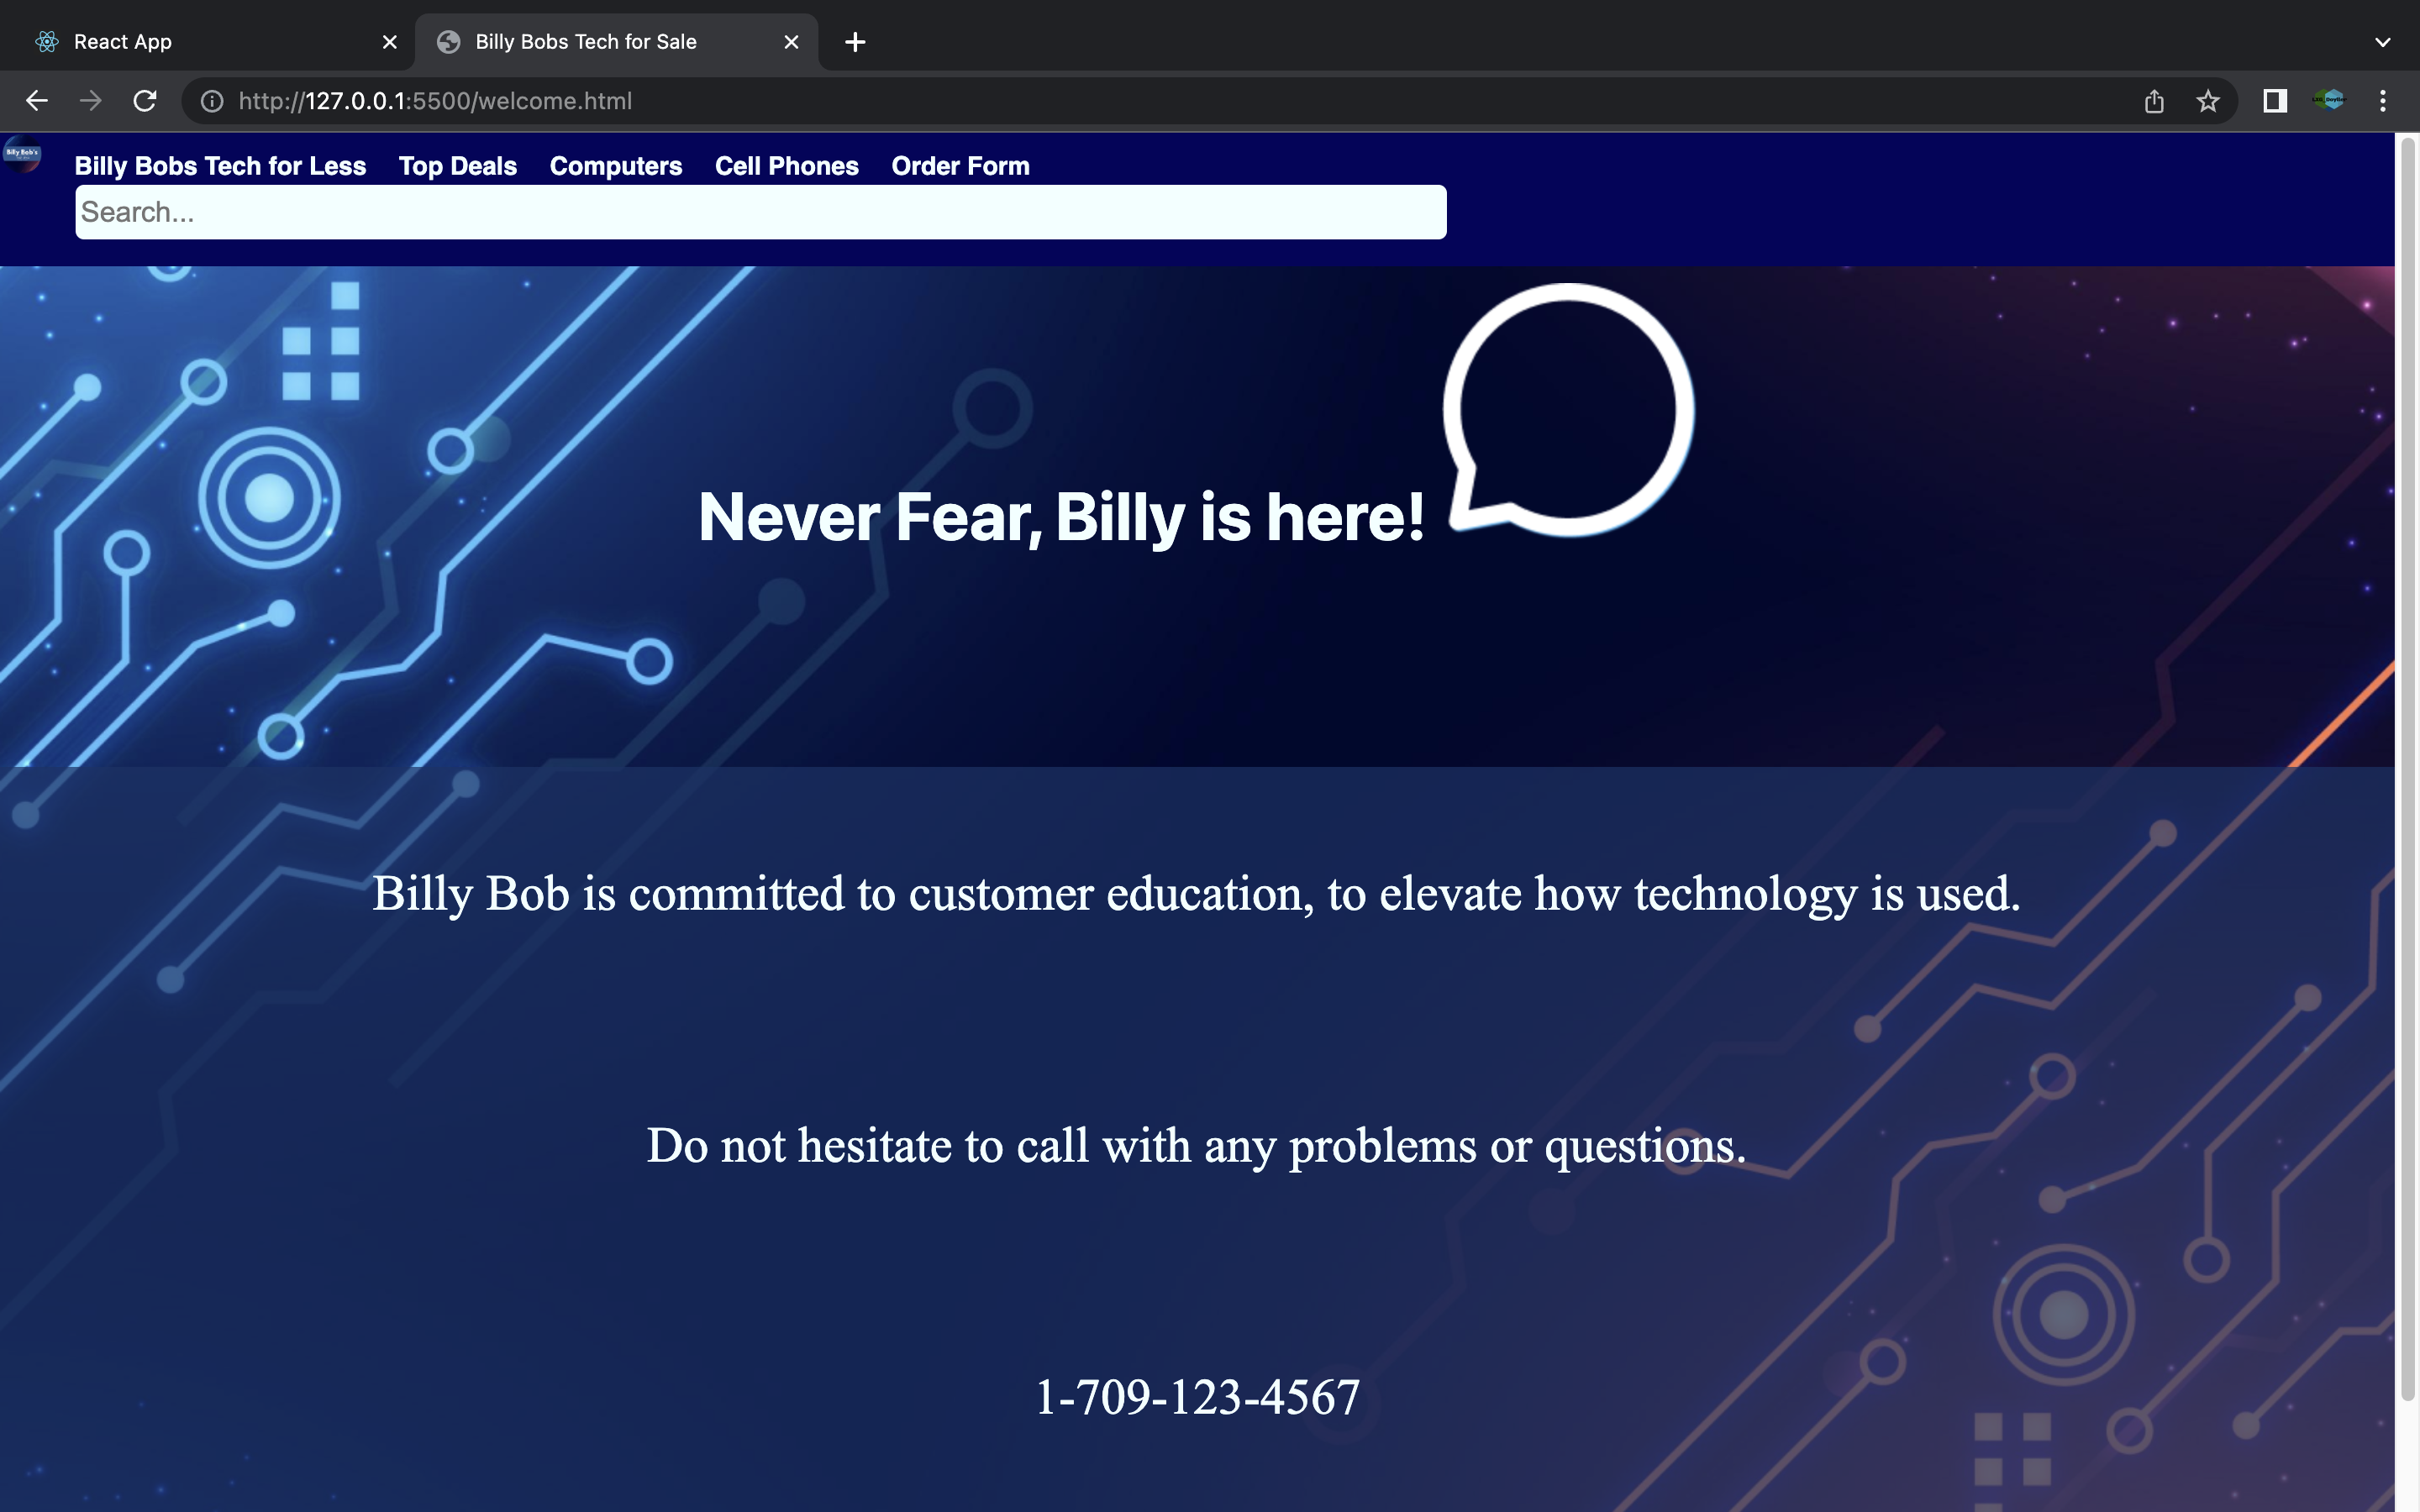 React App
Billy Bobs Tech for Sale
http://127.0.0.1:5500/welcome.html
Billy Bob's
Billy Bobs Tech for Less Top Deals Computers Cell Phones Order Form
Search...
Never Fear, Billy is here!
Billy Bob is committed to customer education, to elevate how technology is used.
Do not hesitate to call with any problems or questions.
1-709-123-4567